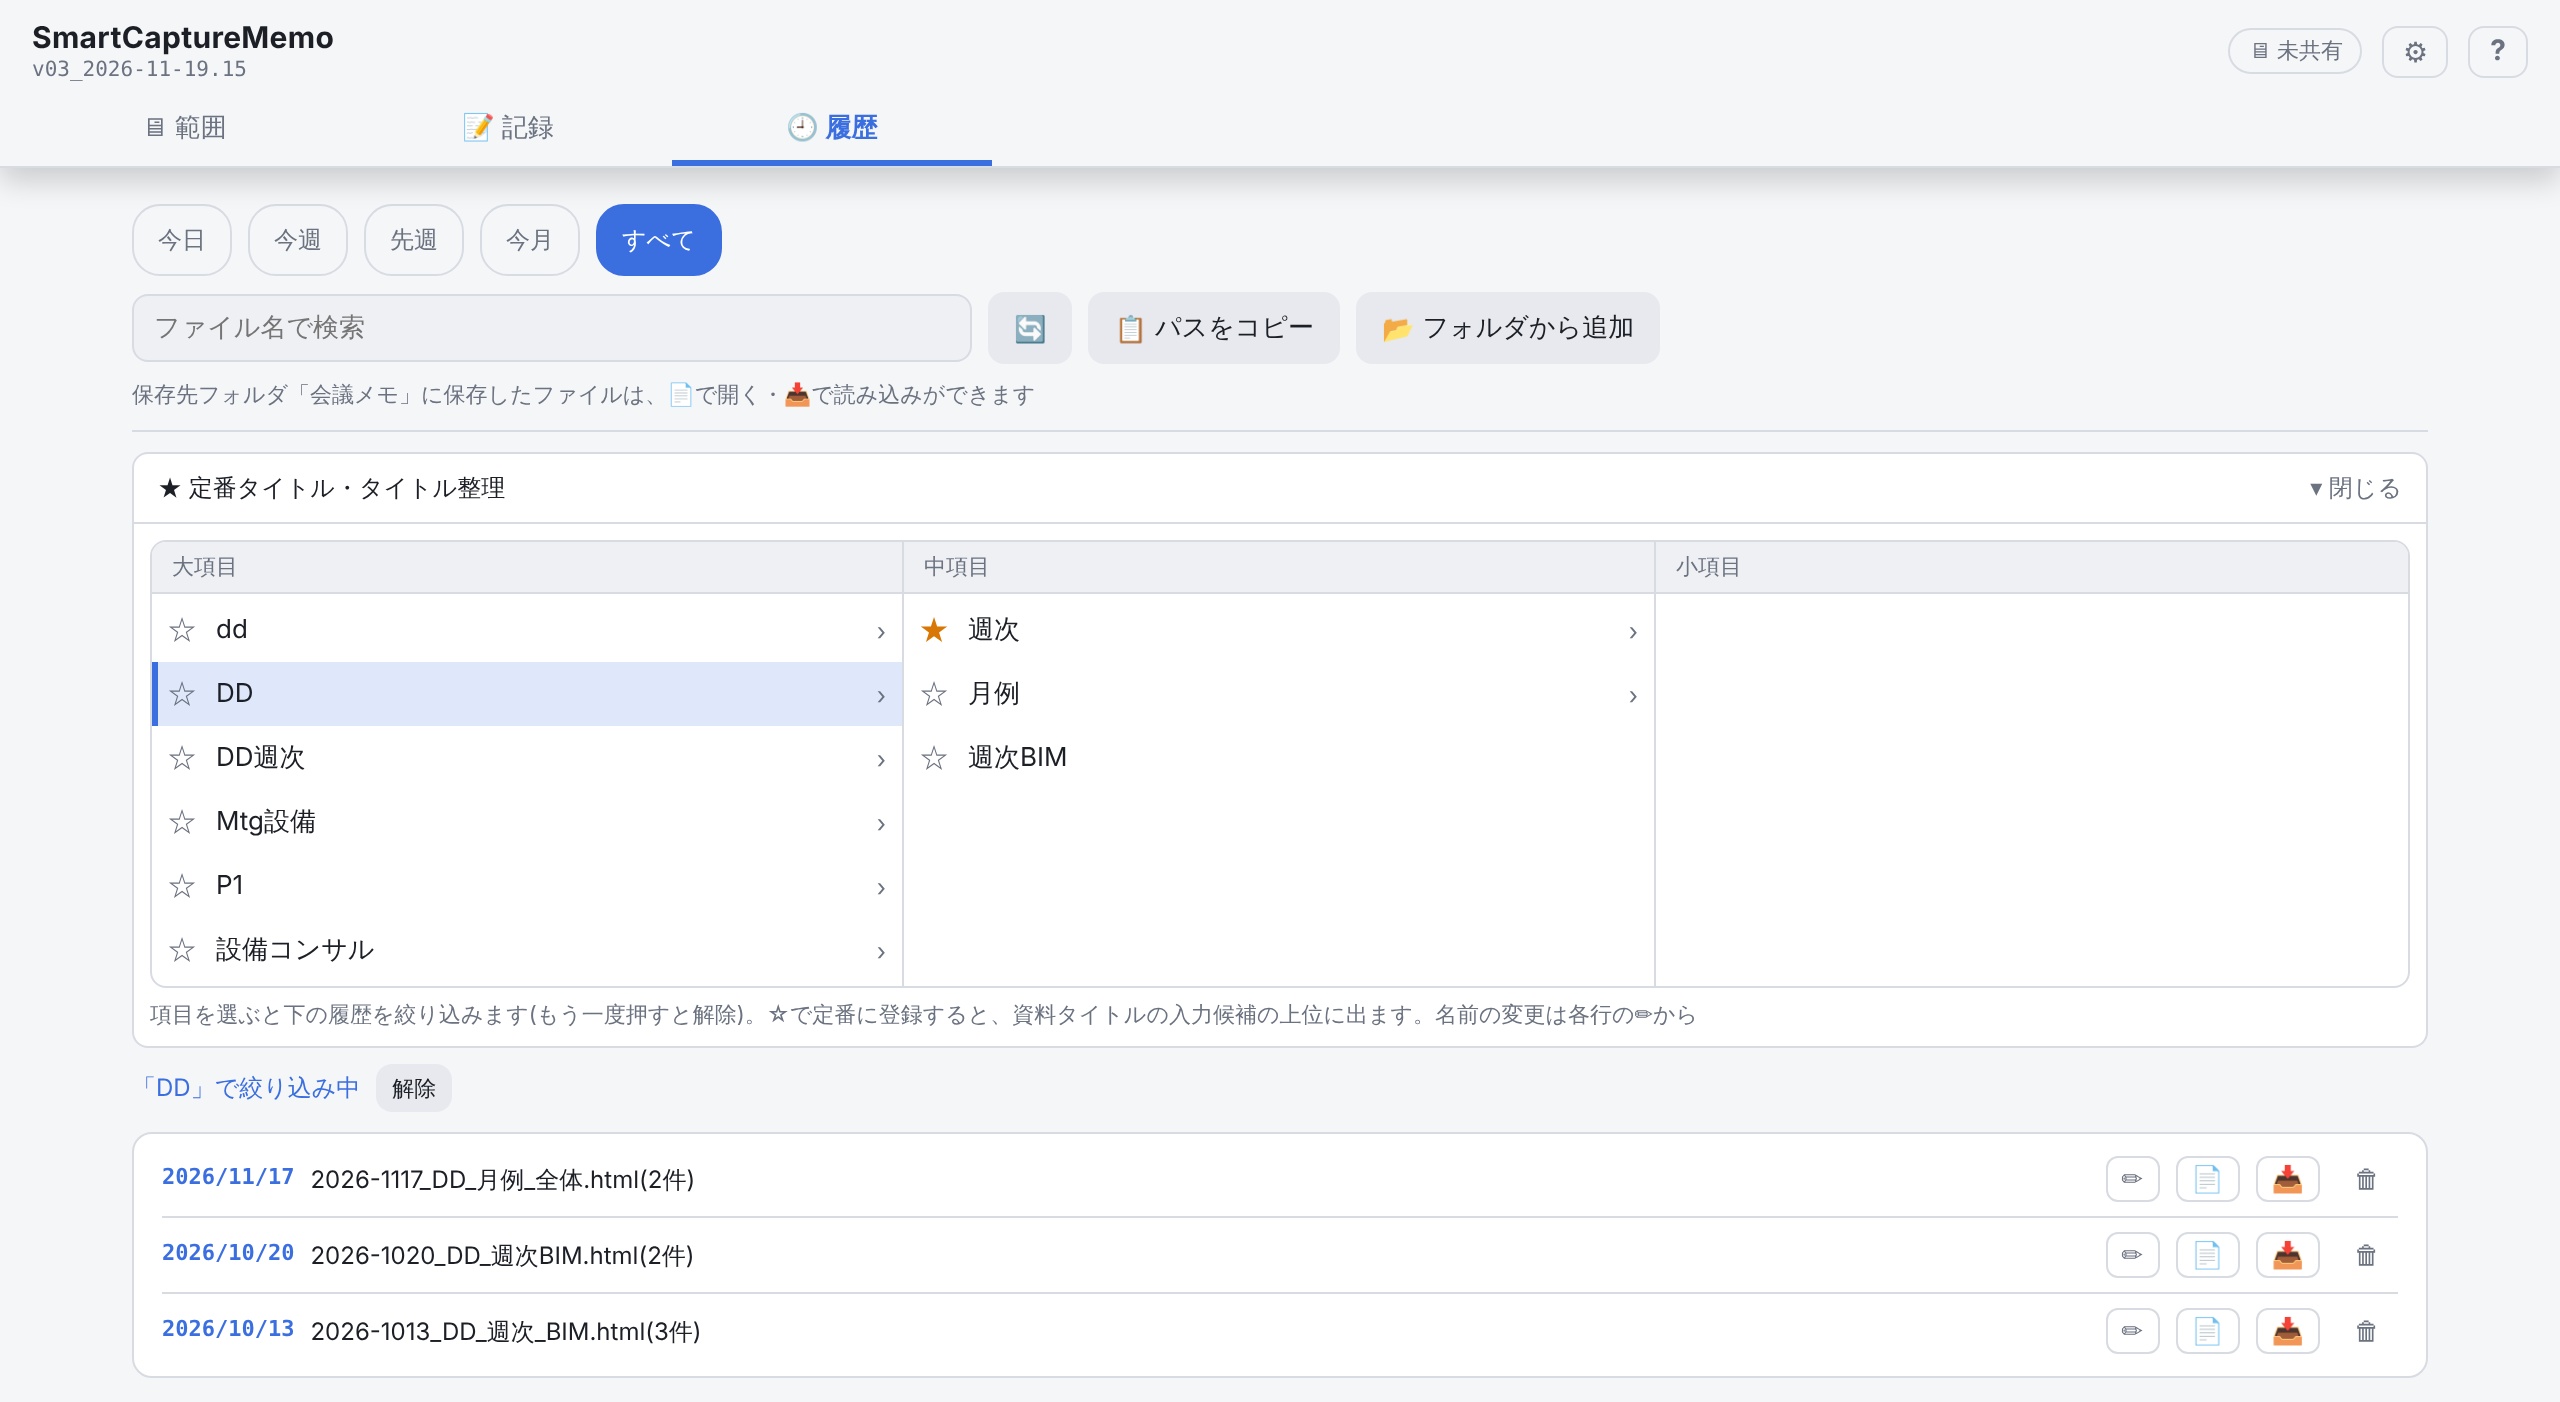 SmartCaptureMemo
v03_2026-11-19.15
🖥 未共有 ⚙ ?
🖥 範囲 📝 記録 🕘 履歴
今日 今週 先週 今月 すべて
ファイル名で検索 🔄 📋 パスをコピー 📂 フォルダから追加
保存先フォルダ「会議メモ」に保存したファイルは、📄で開く・📥で読み込みができます
★ 定番タイトル・タイトル整理 ▾ 閉じる
大項目 中項目 小項目
☆ dd › ★ 週次 ›
☆ DD › ☆ 月例 ›
☆ DD週次 › ☆ 週次BIM
☆ Mtg設備 ›
☆ P1 ›
☆ 設備コンサル ›
項目を選ぶと下の履歴を絞り込みます(もう一度押すと解除)。☆で定番に登録すると、資料タイトルの入力候補の上位に出ます。名前の変更は各行の✏から
「DD」で絞り込み中 解除
2026/11/17 2026-1117_DD_月例_全体.html(2件) ✏ 📄 📥 🗑
2026/10/20 2026-1020_DD_週次BIM.html(2件) ✏ 📄 📥 🗑
2026/10/13 2026-1013_DD_週次_BIM.html(3件) ✏ 📄 📥 🗑